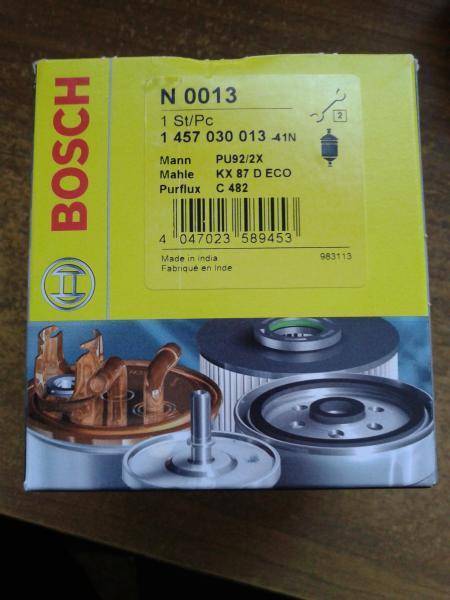 BOSCH
N 0013
1 St/Pc
1 457 030 013 -41N
2
Mann PU92/2X
Mahle KX 87 D ECO
Purflux C 482
4 047023 589453
Made in India 983113
Fabriqué en Inde